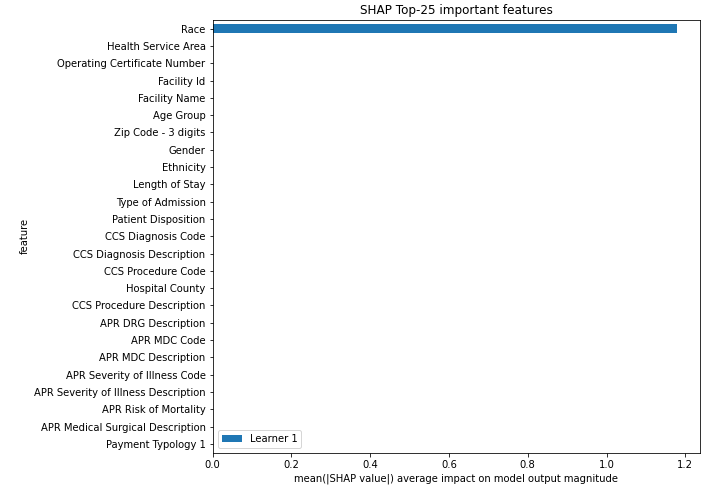 SHAP Top-25 important features
Race
Health Service Area
Operating Certificate Number
Facility Id
Facility Name
Age Group
Zip Code - 3 digits
Gender
Ethnicity
Length of Stay
Type of Admission
Patient Disposition
CCS Diagnosis Code
CCS Diagnosis Description
CCS Procedure Code
Hospital County
CCS Procedure Description
APR DRG Description
APR MDC Code
APR MDC Description
APR Severity of Illness Code
APR Severity of Illness Description
APR Risk of Mortality
APR Medical Surgical Description
Payment Typology 1
feature
Learner 1
0.0 0.2 0.4 0.6 0.8 1.0 1.2
mean(|SHAP value|) average impact on model output magnitude